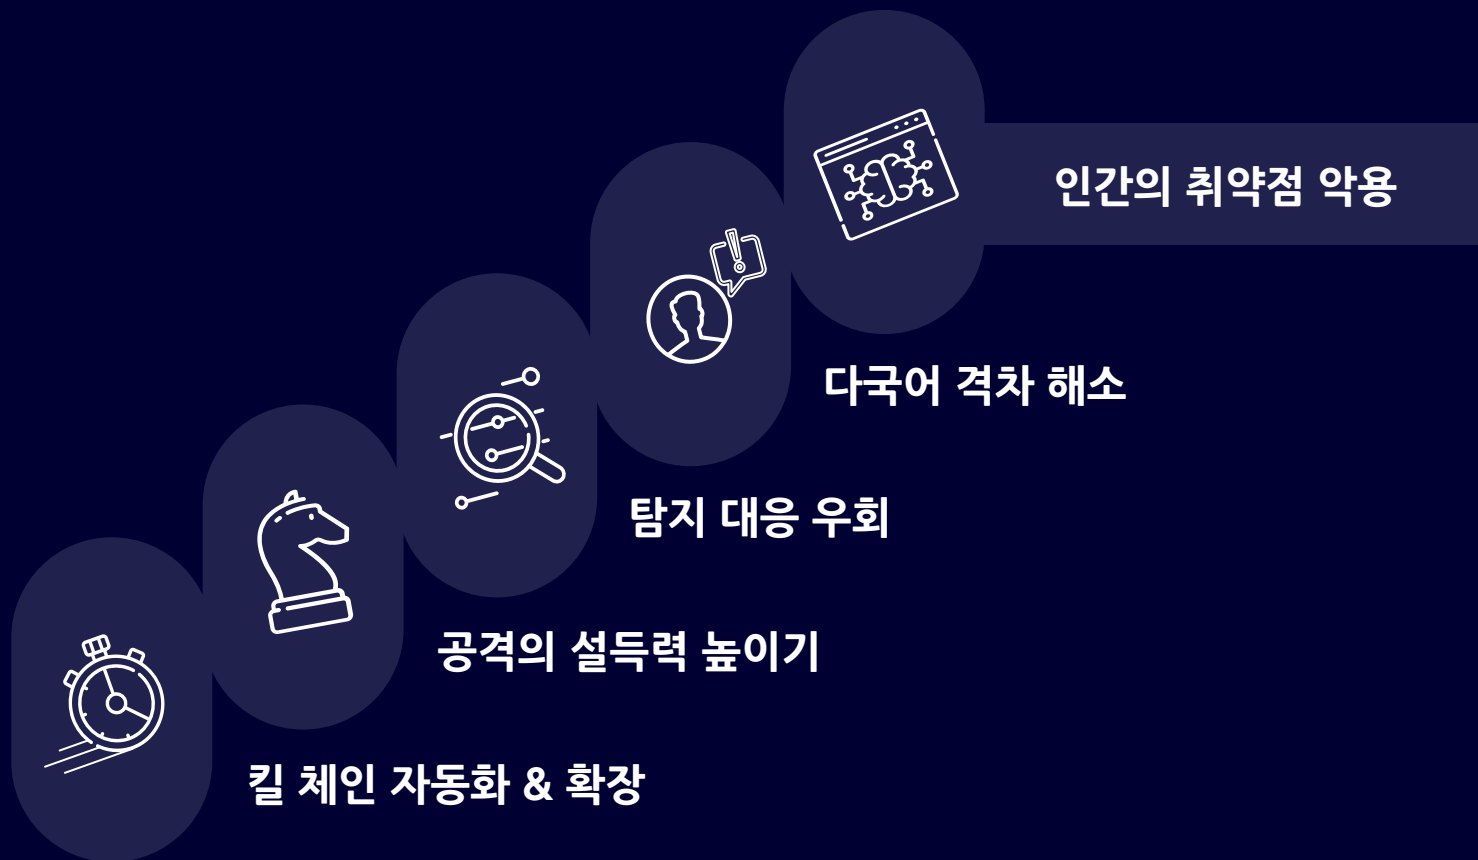 인간의 취약점 악용
다국어 격차 해소
탐지 대응 우회
공격의 설득력 높이기
킬 체인 자동화 & 확장